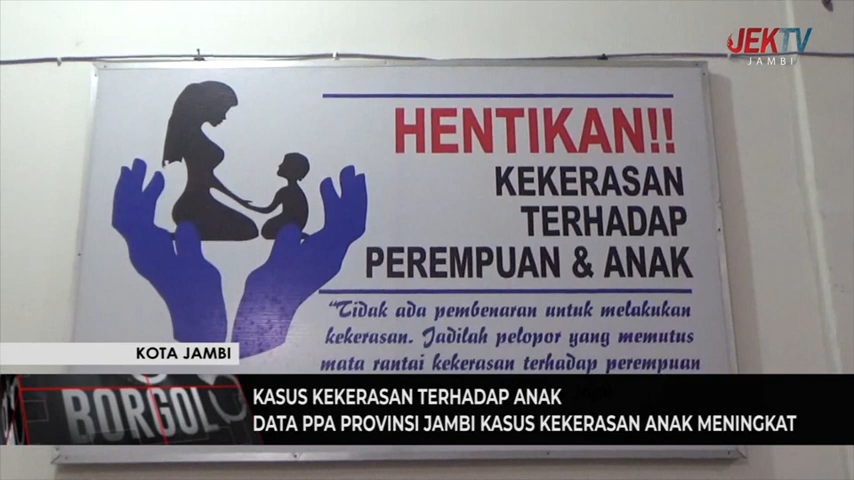 JEKTV
JAMBI
HENTIKAN!!
KEKERASAN
TERHADAP
PEREMPUAN & ANAK
"Tidak ada pembenaran untuk melakukan
kekerasan. Jadilah pelopor yang memutus
mata rantai kekerasan terhadap perempuan
KOTA JAMBI
BORGOL
KASUS KEKERASAN TERHADAP ANAK
DATA PPA PROVINSI JAMBI KASUS KEKERASAN ANAK MENINGKAT